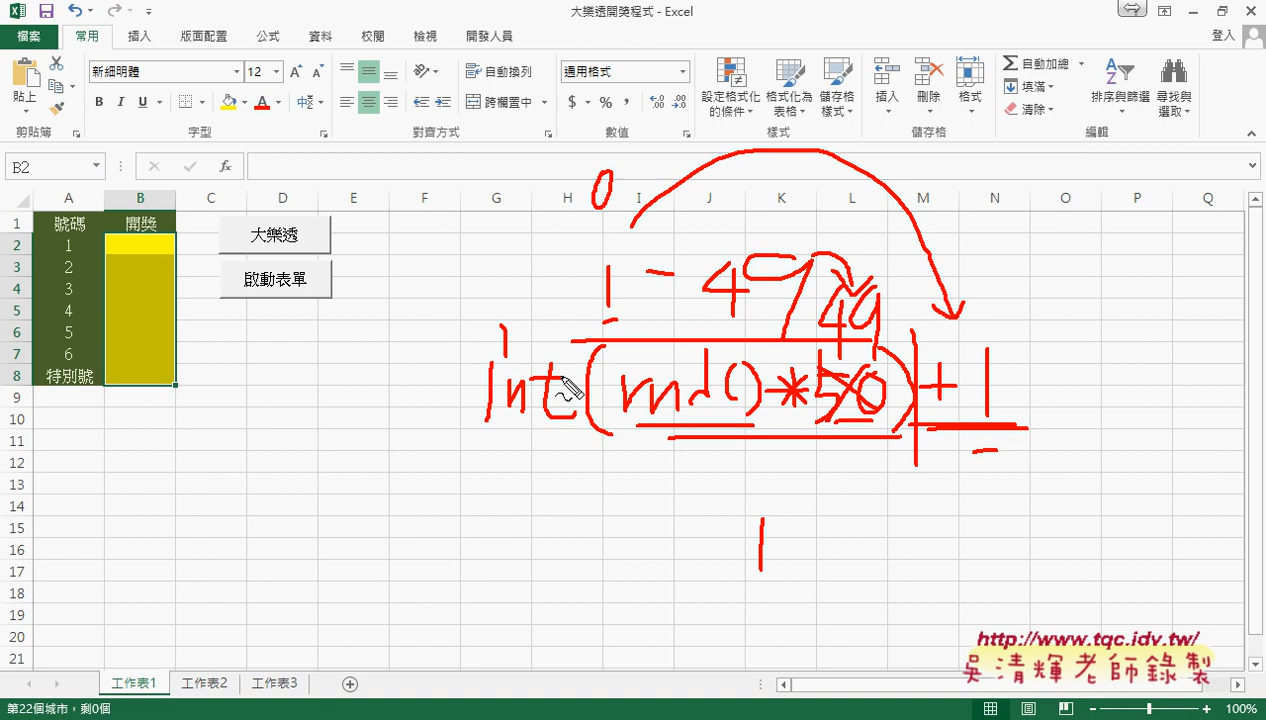 大樂透開獎程式 - Excel
檔案 常用 插入 版面配置 公式 資料 校閱 檢視 開發人員 登入
貼上 新細明體 12 自動換列 通用格式 設定格式化的條件 格式化為表格 儲存格樣式 插入 刪除 格式 自動加總 填滿 清除 排序與篩選 尋找與選取
B I U 跨欄置中 $ % ,
剪貼簿 字型 對齊方式 數值 樣式 儲存格 編輯
B2 fx
A B C D E F G H I J K L M N O P Q
1 號碼 開獎
2 1
3 2
4 3
5 4
6 5
7 6
8 特別號
9
10
11
12
13
14
15
16
17
18
19
20
21
大樂透
啟動表單
0
1 - 49
49
Int(rnd()*50)+1
1
http://www.tqc.idv.tw/
吳清輝老師錄製
工作表1 工作表2 工作表3
第22個城市，剩0個 100%